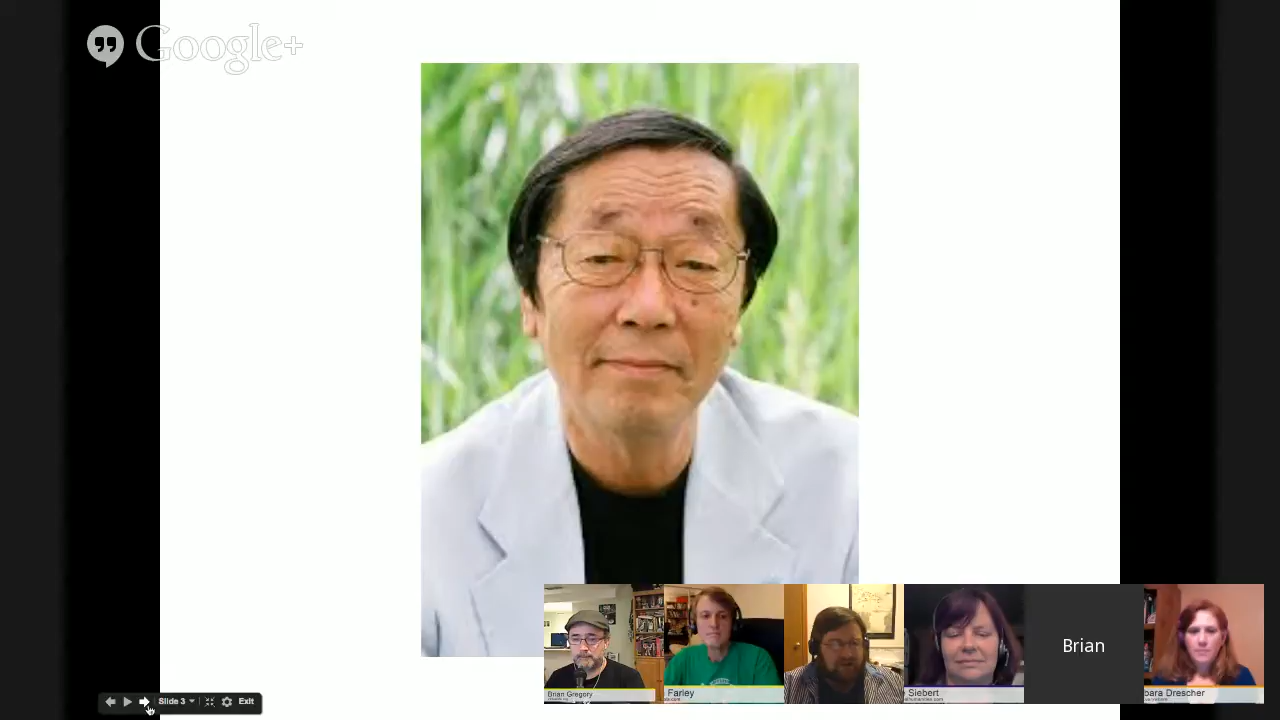 Google+
Brian Gregory
Farley
Siebert
Brian
bara Drescher
Slide 3
Exit